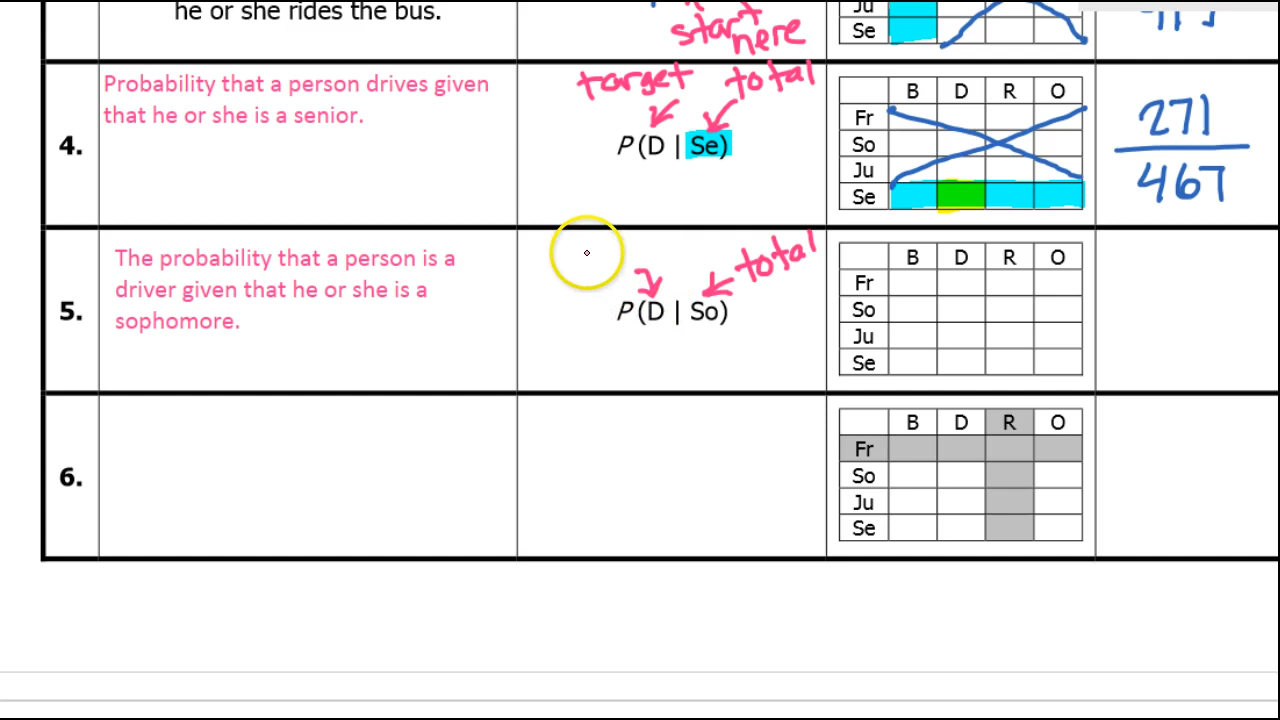 he or she rides the bus.
start
here
Ju
Se
4.
Probability that a person drives given
that he or she is a senior.
target total
P(D | Se)
B D R O
Fr
So
Ju
Se
271
467
5.
The probability that a person is a
driver given that he or she is a
sophomore.
total
P(D | So)
B D R O
Fr
So
Ju
Se
6.
B D R O
Fr
So
Ju
Se